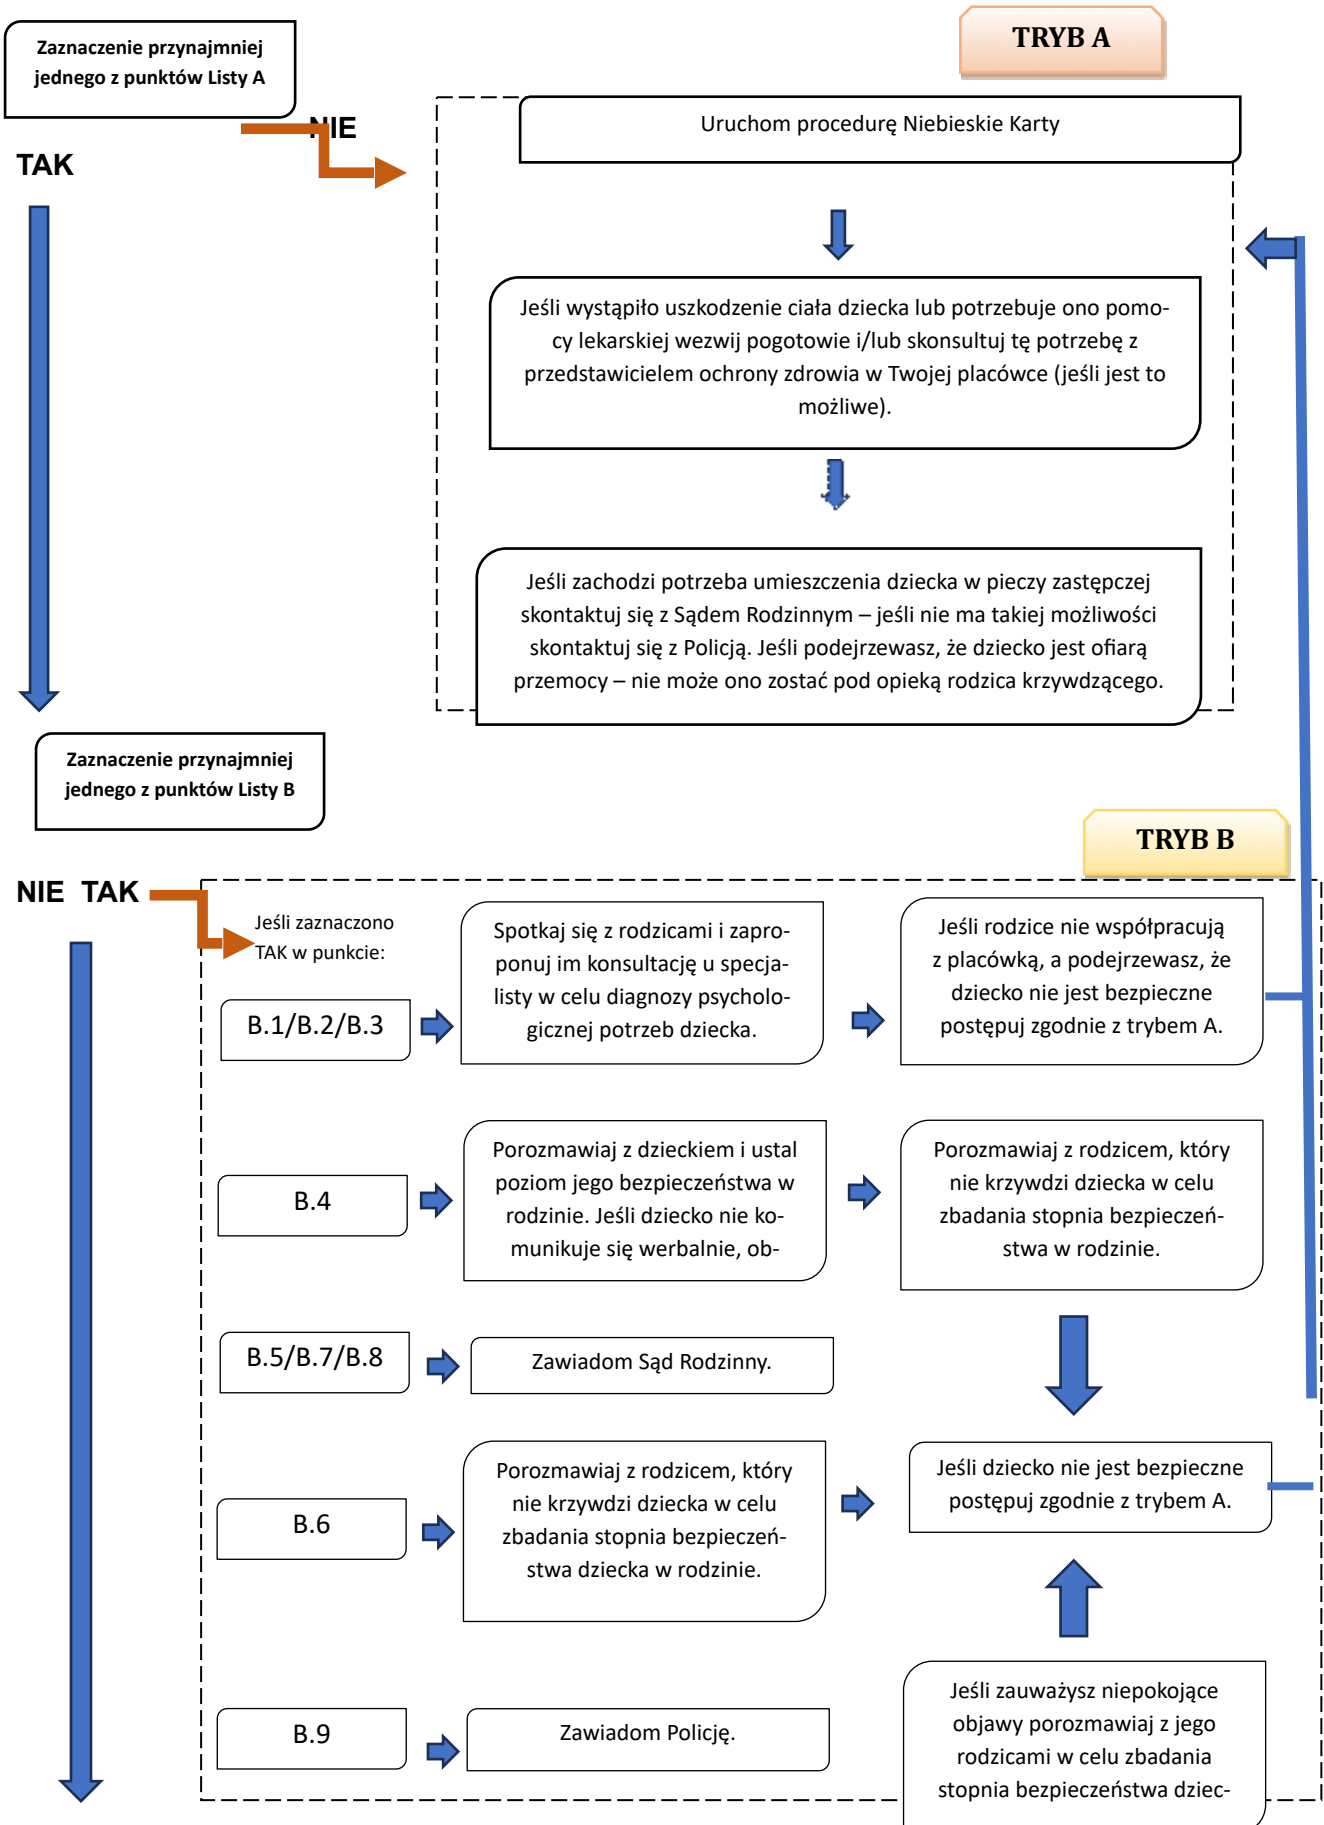 Zaznaczenie przynajmniej
jednego z punktów Listy A
TRYB A
NIE
TAK
Uruchom procedurę Niebieskie Karty
Jeśli wystąpiło uszkodzenie ciała dziecka lub potrzebuje ono pomo-
cy lekarskiej wezwij pogotowie i/lub skonsultuj tę potrzebę z
przedstawicielem ochrony zdrowia w Twojej placówce (jeśli jest to
możliwe).
Jeśli zachodzi potrzeba umieszczenia dziecka w pieczy zastępczej
skontaktuj się z Sądem Rodzinnym – jeśli nie ma takiej możliwości
skontaktuj się z Policją. Jeśli podejrzewasz, że dziecko jest ofiarą
przemocy – nie może ono zostać pod opieką rodzica krzywdzącego.
Zaznaczenie przynajmniej
jednego z punktów Listy B
TRYB B
NIE TAK
Jeśli zaznaczono
TAK w punkcie:
B.1/B.2/B.3
Spotkaj się z rodzicami i zapro-
ponuj im konsultację u specja-
listy w celu diagnozy psycholo-
gicznej potrzeb dziecka.
Jeśli rodzice nie współpracują
z placówką, a podejrzewasz, że
dziecko nie jest bezpieczne
postępuj zgodnie z trybem A.
B.4
Porozmawiaj z dzieckiem i ustal
poziom jego bezpieczeństwa w
rodzinie. Jeśli dziecko nie ko-
munikuje się werbalnie, ob-
Porozmawiaj z rodzicem, który
nie krzywdzi dziecka w celu
zbadania stopnia bezpieczeń-
stwa w rodzinie.
B.5/B.7/B.8
Zawiadom Sąd Rodzinny.
B.6
Porozmawiaj z rodzicem, który
nie krzywdzi dziecka w celu
zbadania stopnia bezpieczeń-
stwa dziecka w rodzinie.
Jeśli dziecko nie jest bezpieczne
postępuj zgodnie z trybem A.
B.9
Zawiadom Policję.
Jeśli zauważysz niepokojące
objawy porozmawiaj z jego
rodzicami w celu zbadania
stopnia bezpieczeństwa dziec-